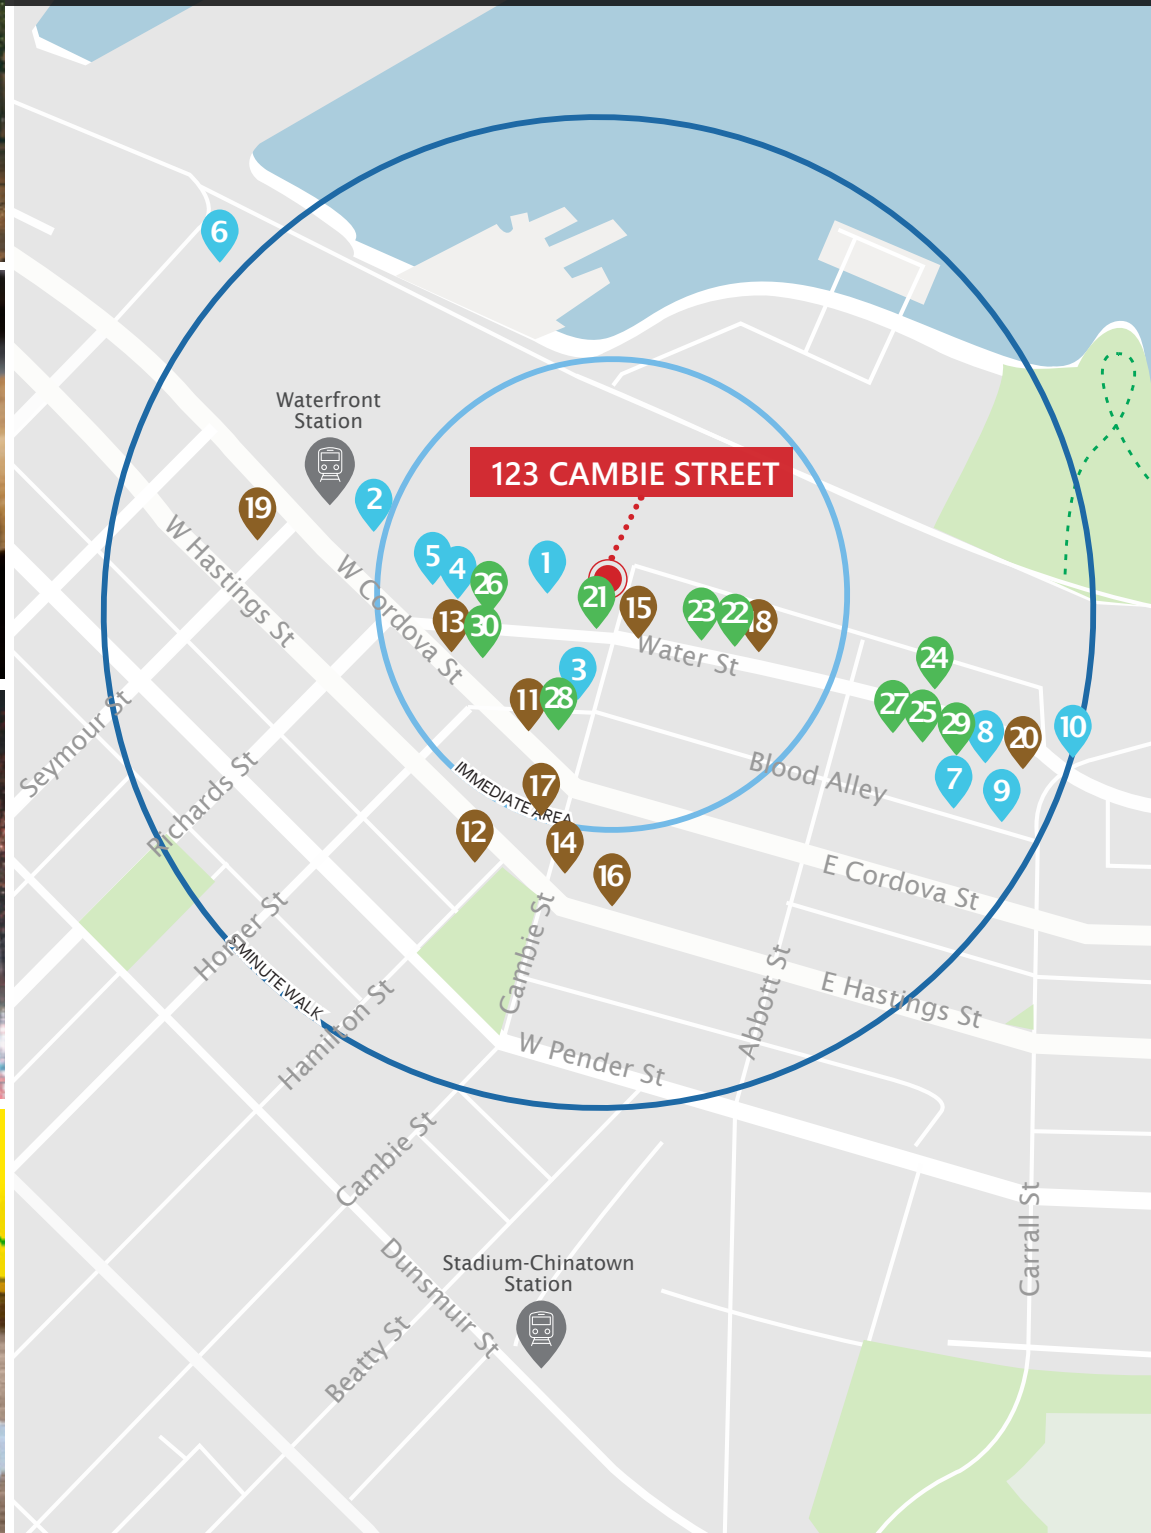 6
Waterfront
Station
123 CAMBIE STREET
19
2
5
4
26
1
21
15
23
22
18
13
30
W Hastings St
W Cordova St
Water St
3
11
28
24
27
25
29
8
20
10
7
9
Seymour St
Richards St
Blood Alley
17
IMMEDIATE AREA
12
14
16
E Cordova St
Homer St
5 MINUTE WALK
Cambie St
Hamilton St
Abbott St
E Hastings St
W Pender St
Cambie St
Carrall St
Dunsmuir St
Stadium-Chinatown
Station
Beatty St